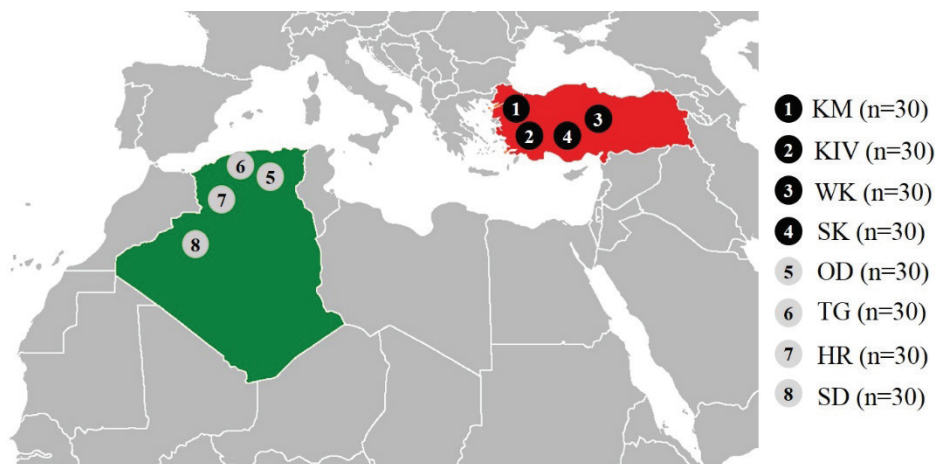 1
2
3
4
5
6
7
8
1 KM (n=30)
2 KIV (n=30)
3 WK (n=30)
4 SK (n=30)
5 OD (n=30)
6 TG (n=30)
7 HR (n=30)
8 SD (n=30)